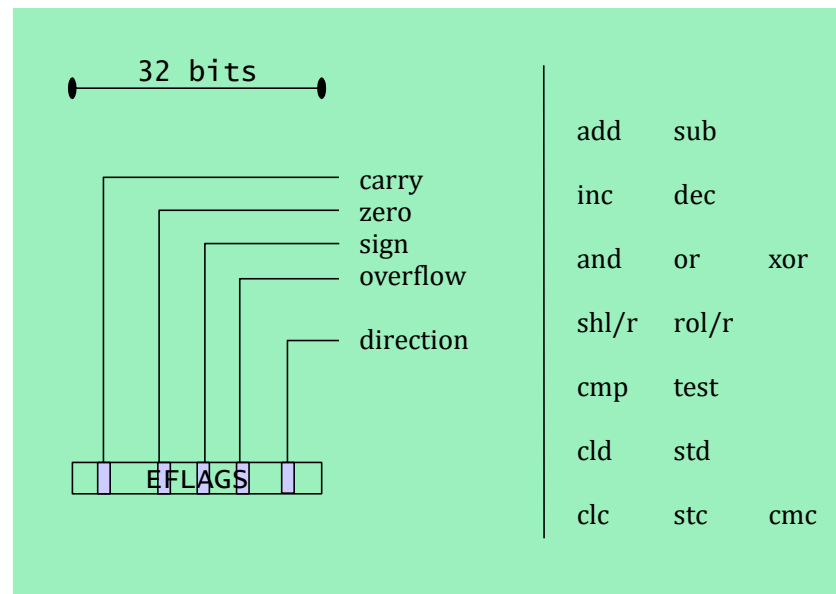 32 bits
carry
zero
sign
overflow
direction
EFLAGS
add sub
inc dec
and or xor
shl/r rol/r
cmp test
cld std
clc stc cmc